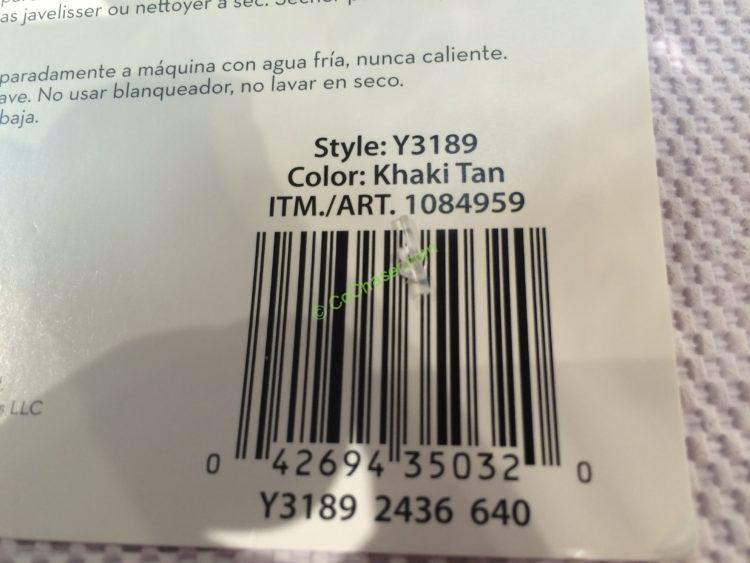 as javelisser ou nettoyer à sec.
paradamente a máquina con agua fría, nunca caliente.
ave. No usar blanqueador, no lavar en seco.
baja.
Style: Y3189
Color: Khaki Tan
ITM./ART. 1084959
© CoChaser.com
s LLC
0 42694 35032 0
Y3189 2436 640